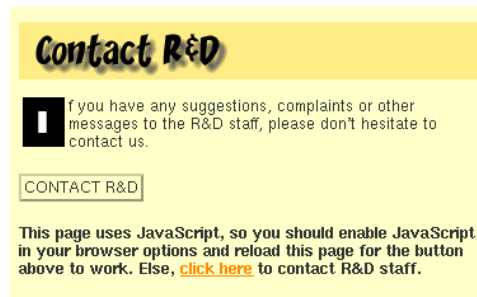 Contact R&D
If you have any suggestions, complaints or other
messages to the R&D staff, please don't hesitate to
contact us.
CONTACT R&D
This page uses JavaScript, so you should enable JavaScript
in your browser options and reload this page for the button
above to work. Else, click here to contact R&D staff.